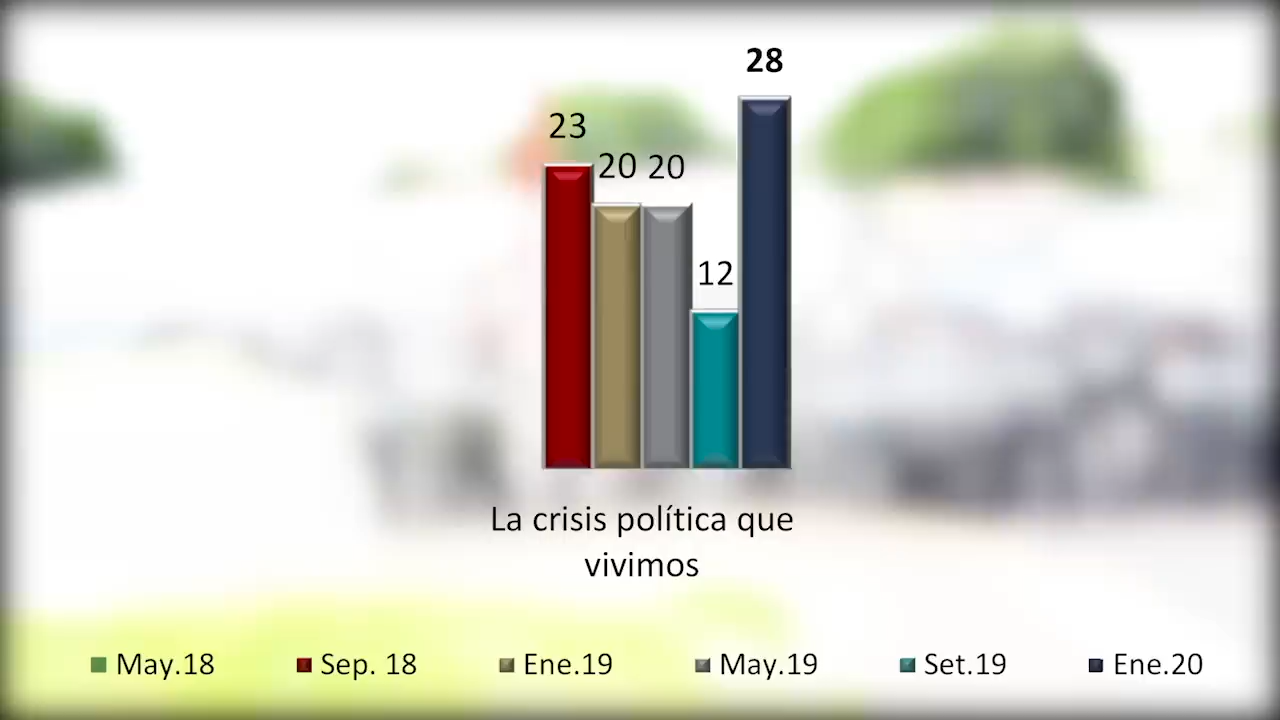 28
23
20 20
12
La crisis política que
vivimos
May.18 Sep. 18 Ene.19 May.19 Set.19 Ene.20